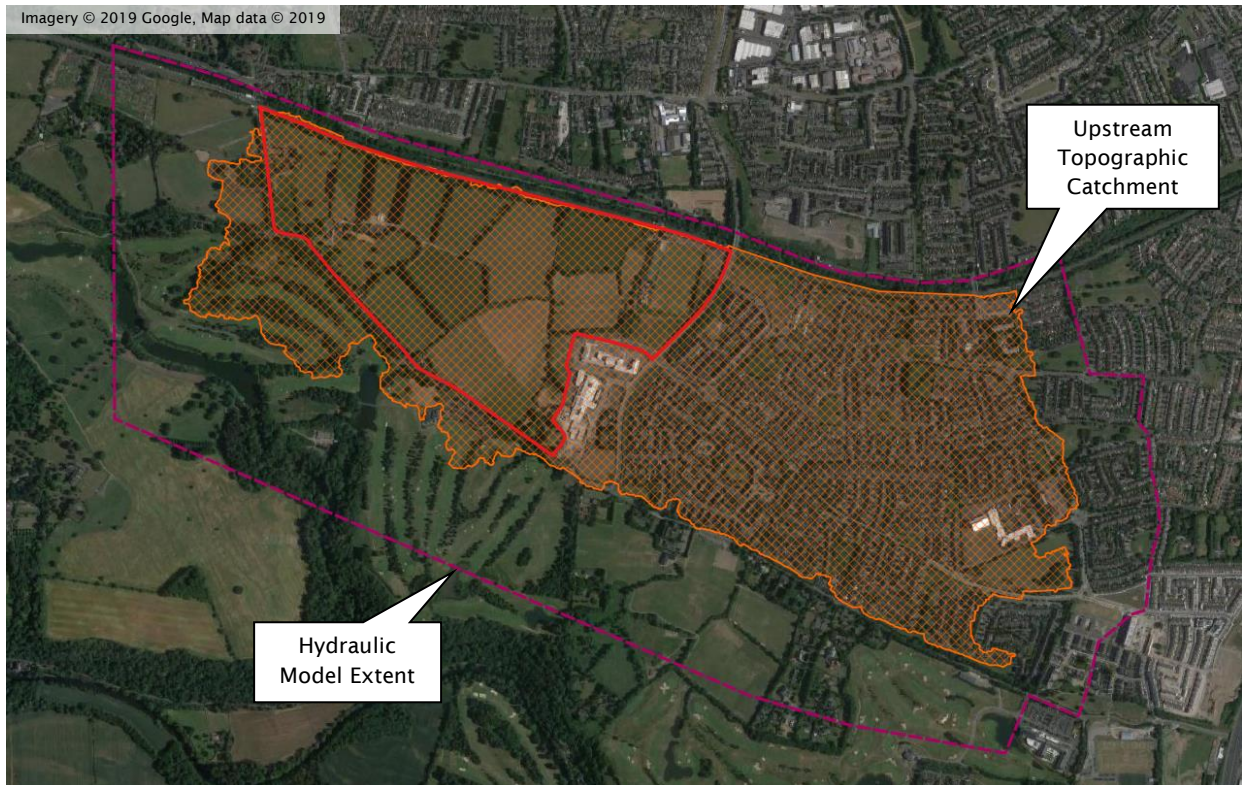 Imagery © 2019 Google, Map data © 2019
Upstream
Topographic
Catchment
Hydraulic
Model Extent